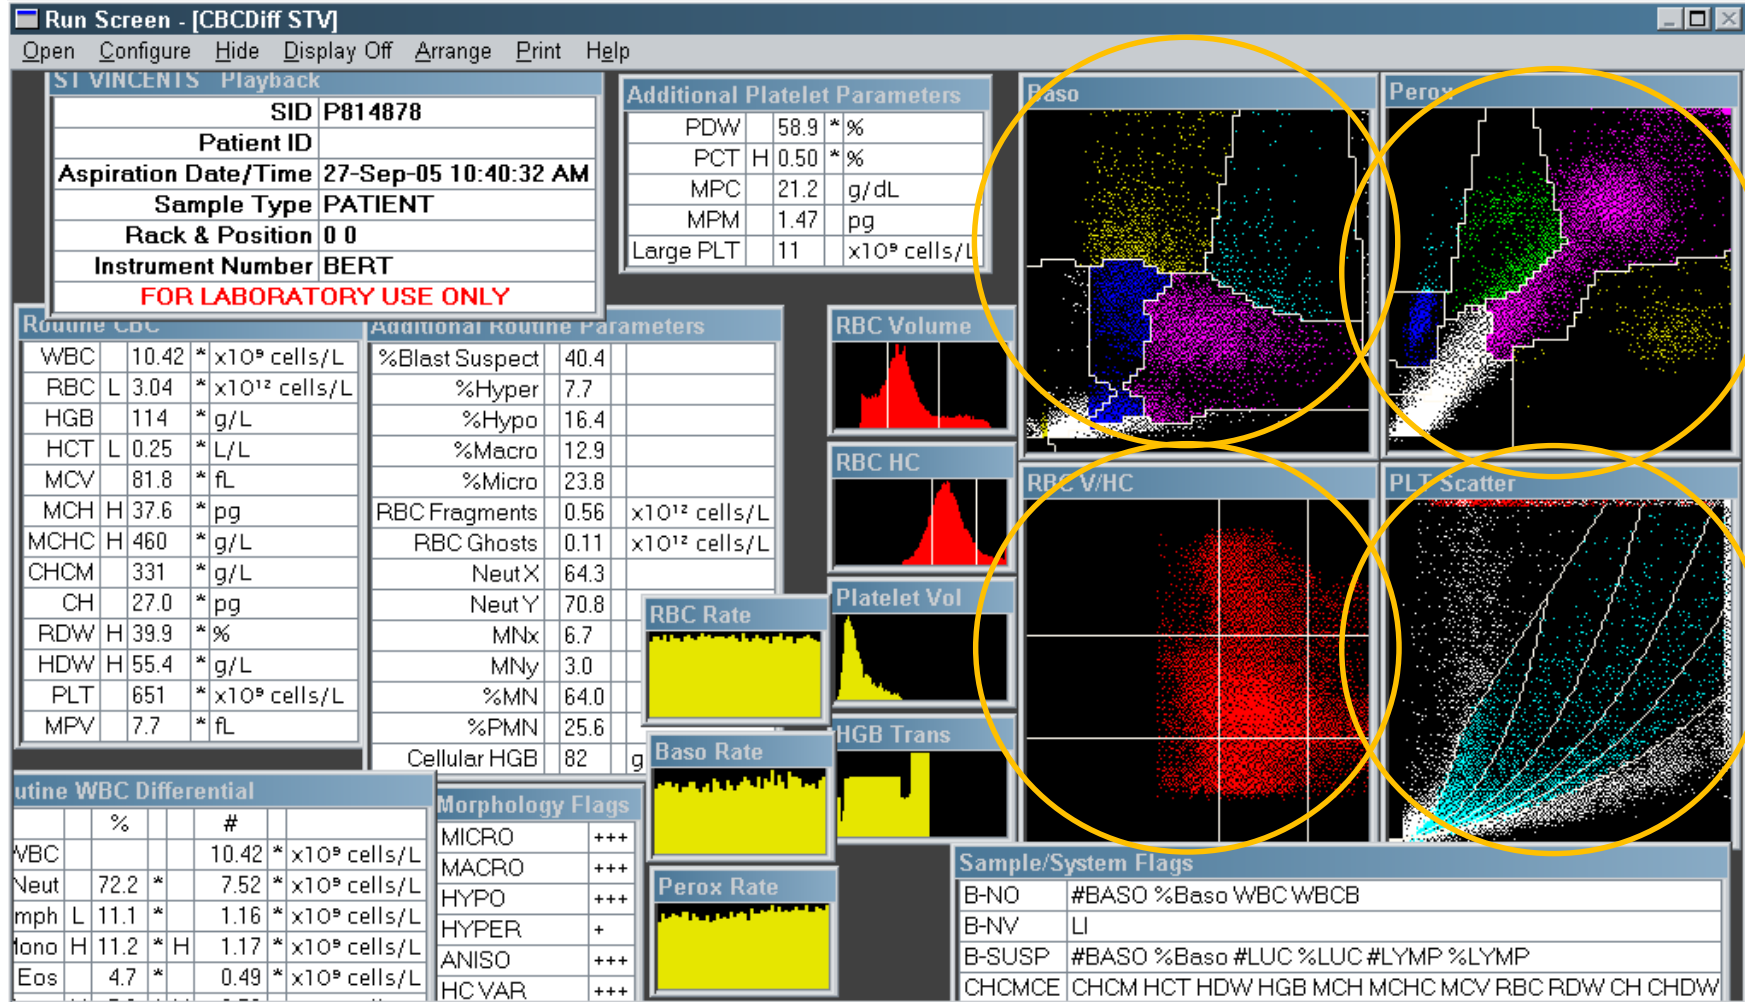 Run Screen - [CBCDiff STV]
Open Configure Hide Display Off Arrange Print Help
ST VINCENTS Playback
SID P814878
Patient ID
Aspiration Date/Time 27-Sep-05 10:40:32 AM
Sample Type PATIENT
Rack & Position 0 0
Instrument Number BERT
FOR LABORATORY USE ONLY
Additional Platelet Parameters
PDW 58.9 * %
PCT H 0.50 * %
MPC 21.2 g/dL
MPM 1.47 pg
Large PLT 11 x10⁹ cells/L
Baso
Perox
Routine CBC
WBC 10.42 * x10⁹ cells/L
RBC L 3.04 * x10¹² cells/L
HGB 114 * g/L
HCT L 0.25 * L/L
MCV 81.8 * fL
MCH H 37.6 * pg
MCHC H 460 * g/L
CHCM 331 * g/L
CH 27.0 * pg
RDW H 39.9 * %
HDW H 55.4 * g/L
PLT 651 * x10⁹ cells/L
MPV 7.7 * fL
Additional Routine Parameters
%Blast Suspect 40.4
%Hyper 7.7
%Hypo 16.4
%Macro 12.9
%Micro 23.8
RBC Fragments 0.56 x10¹² cells/L
RBC Ghosts 0.11 x10¹² cells/L
NeutX 64.3
NeutY 70.8
MNx 6.7
MNy 3.0
%MN 64.0
%PMN 25.6
Cellular HGB 82 g
RBC Volume
RBC HC
Platelet Vol
HGB Trans
RBC Rate
Baso Rate
Perox Rate
RBC V/HC
PLT Scatter
utine WBC Differential
% #
WBC 10.42 * x10⁹ cells/L
Neut 72.2 * 7.52 * x10⁹ cells/L
mph L 11.1 * 1.16 * x10⁹ cells/L
Mono H 11.2 * H 1.17 * x10⁹ cells/L
Eos 4.7 * 0.49 * x10⁹ cells/L
Morphology Flags
MICRO +++
MACRO +++
HYPO +++
HYPER +
ANISO +++
HC VAR +++
Sample/System Flags
B-NO #BASO %Baso WBC WBCB
B-NV LI
B-SUSP #BASO %Baso #LUC %LUC #LYMP %LYMP
CHCMCE CHCM HCT HDW HGB MCH MCHC MCV RBC RDW CH CHDW